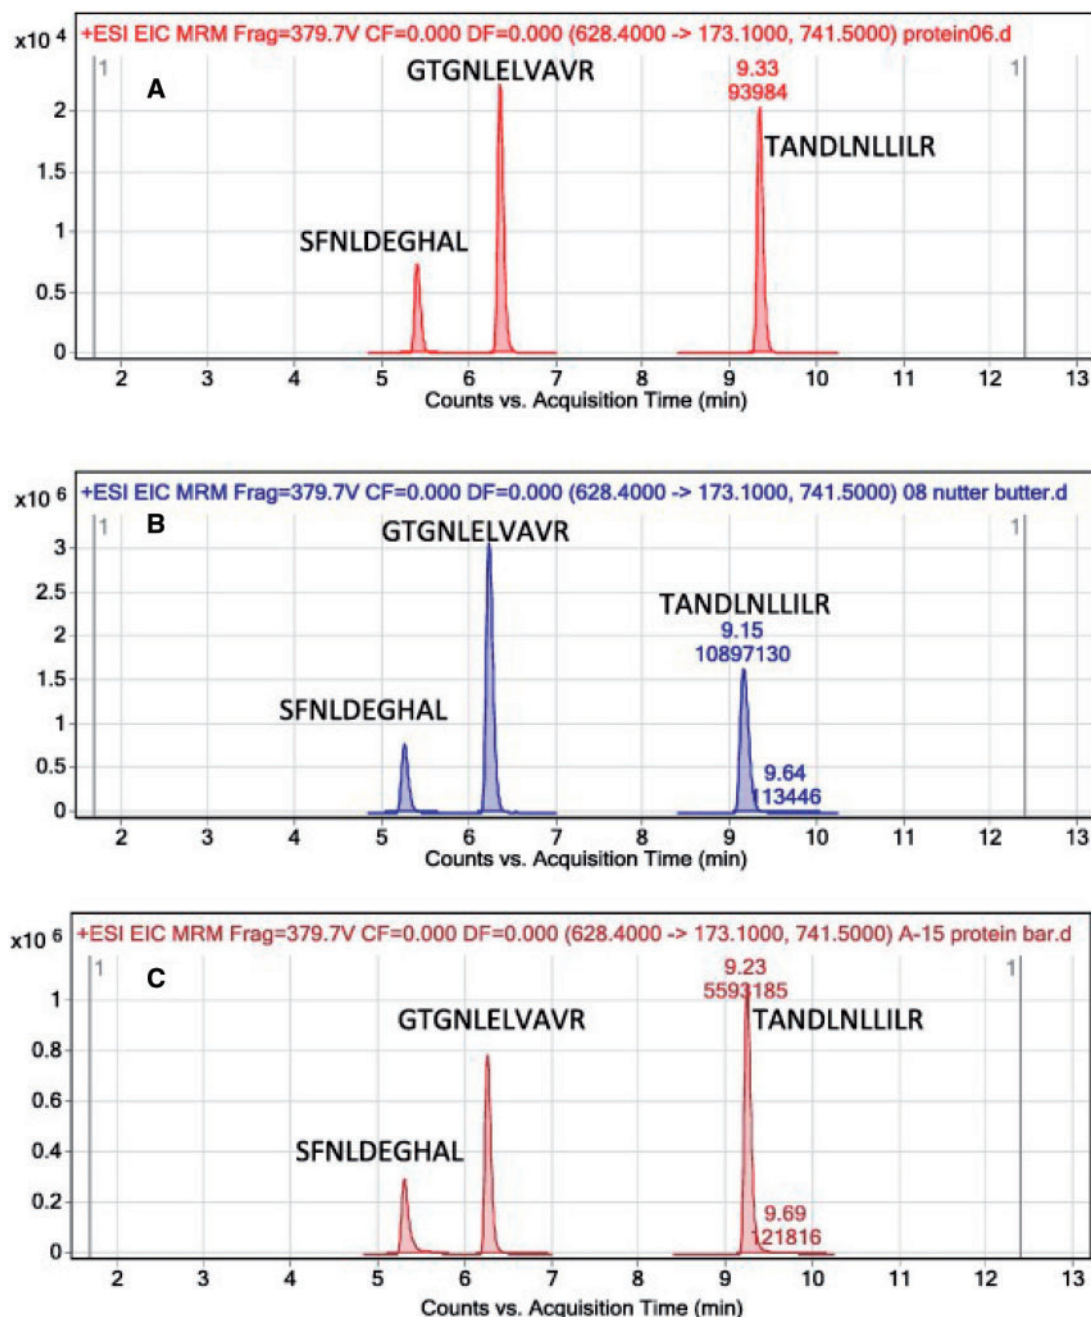 x10 4 +ESI EIC MRM Frag=379.7V CF=0.000 DF=0.000 (628.4000 -> 173.1000, 741.5000) protein06.d
1 A GTGNLELVAVR 9.33 1
93984
2
TANDLNLLILR
1.5
SFNLDEGHAL
1
0.5
0
2 3 4 5 6 7 8 9 10 11 12 13
Counts vs. Acquisition Time (min)
x10 6 +ESI EIC MRM Frag=379.7V CF=0.000 DF=0.000 (628.4000 -> 173.1000, 741.5000) 08 nutter butter.d
1 B GTGNLELVAVR 1
3
2.5 TANDLNLLILR
9.15
2
10897130
1.5
SFNLDEGHAL
1
9.64
0.5 113446
0
2 3 4 5 6 7 8 9 10 11 12 13
Counts vs. Acquisition Time (min)
x10 6 +ESI EIC MRM Frag=379.7V CF=0.000 DF=0.000 (628.4000 -> 173.1000, 741.5000) A-15 protein bar.d
1 C 9.23 1
5593185
1
GTGNLELVAVR TANDLNLLILR
0.8
0.6
SFNLDEGHAL
0.4
0.2 9.69
121816
0
2 3 4 5 6 7 8 9 10 11 12 13
Counts vs. Acquisition Time (min)